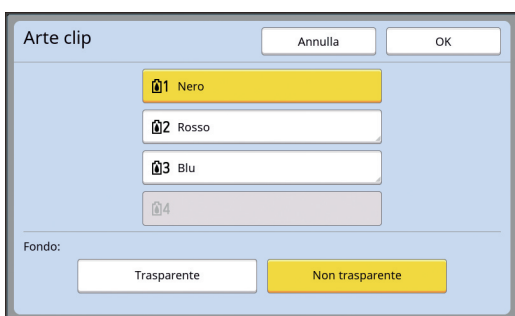 Arte clip
Annulla
OK
1 Nero
2 Rosso
3 Blu
4
Fondo:
Trasparente
Non trasparente